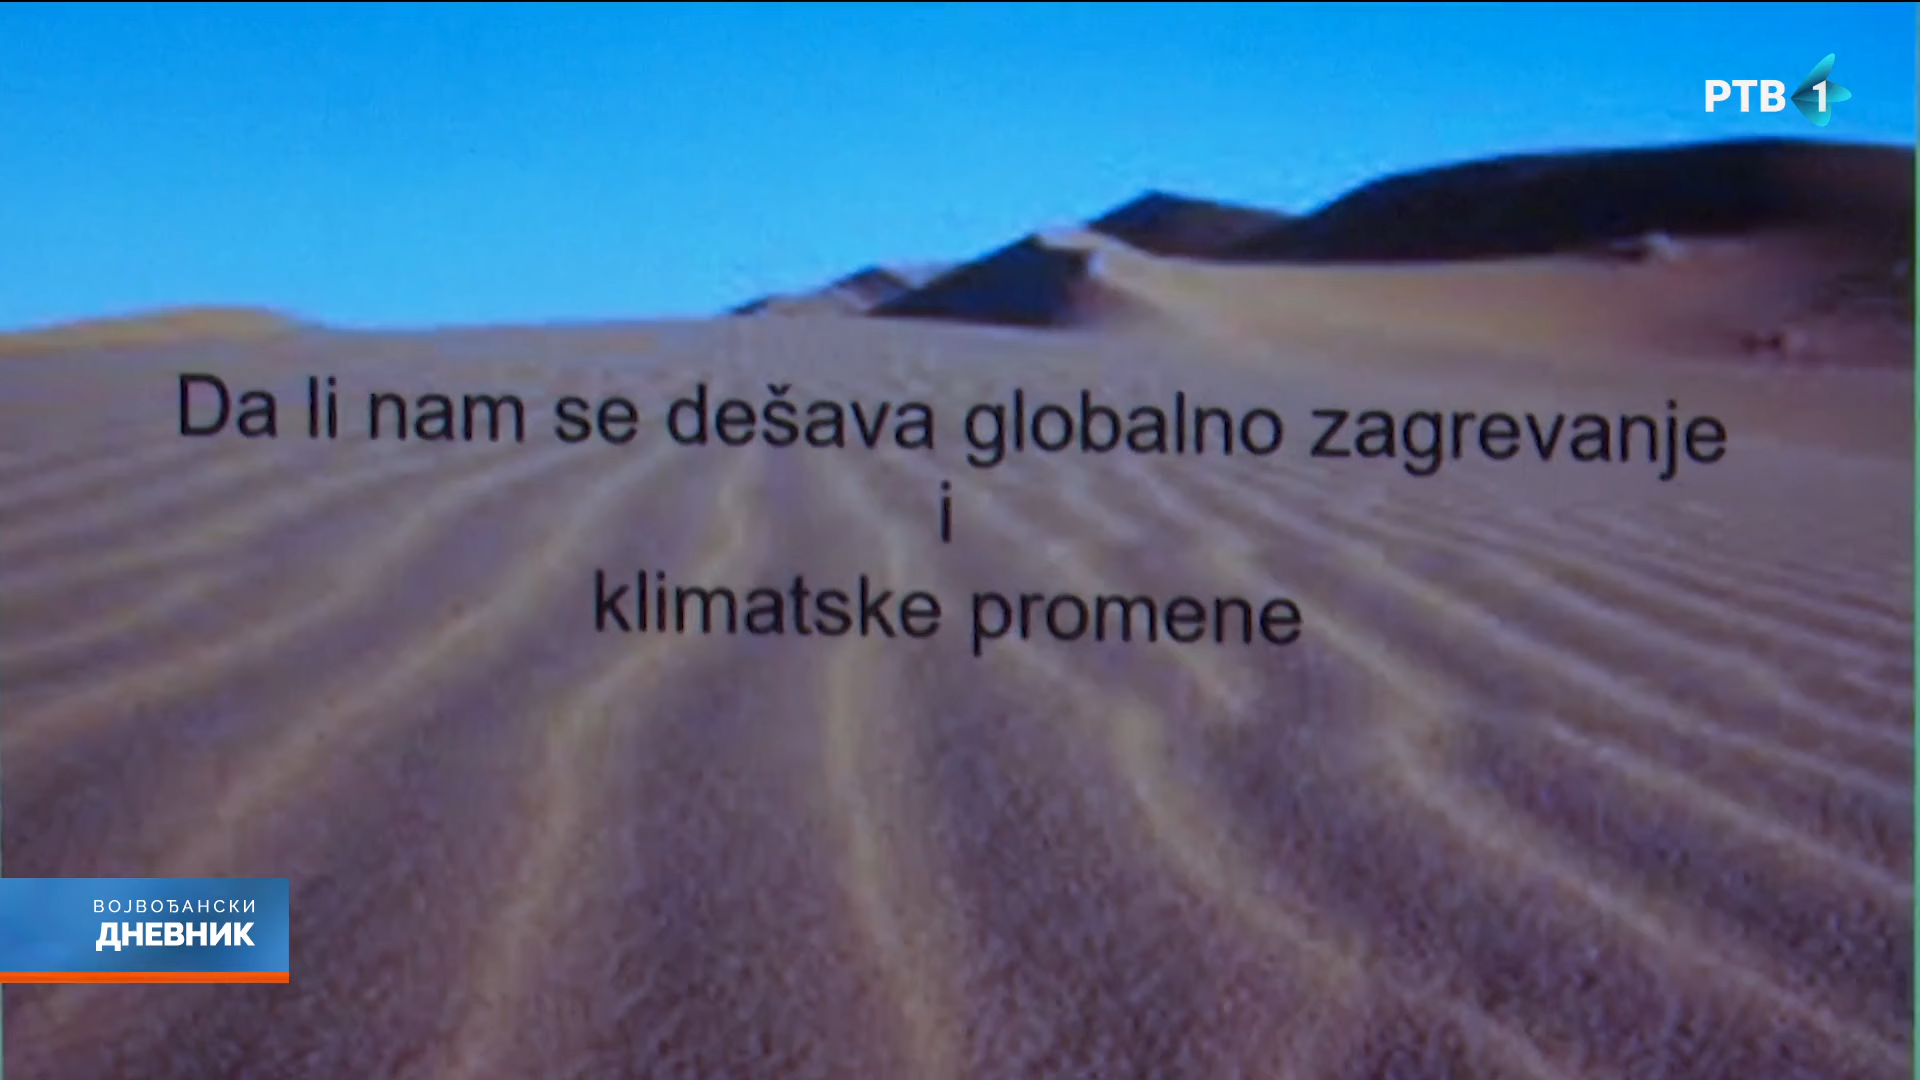 РТВ 1
Da li nam se dešava globalno zagrevanje
i
klimatske promene
ВОЈВОЂАНСКИ
ДНЕВНИК